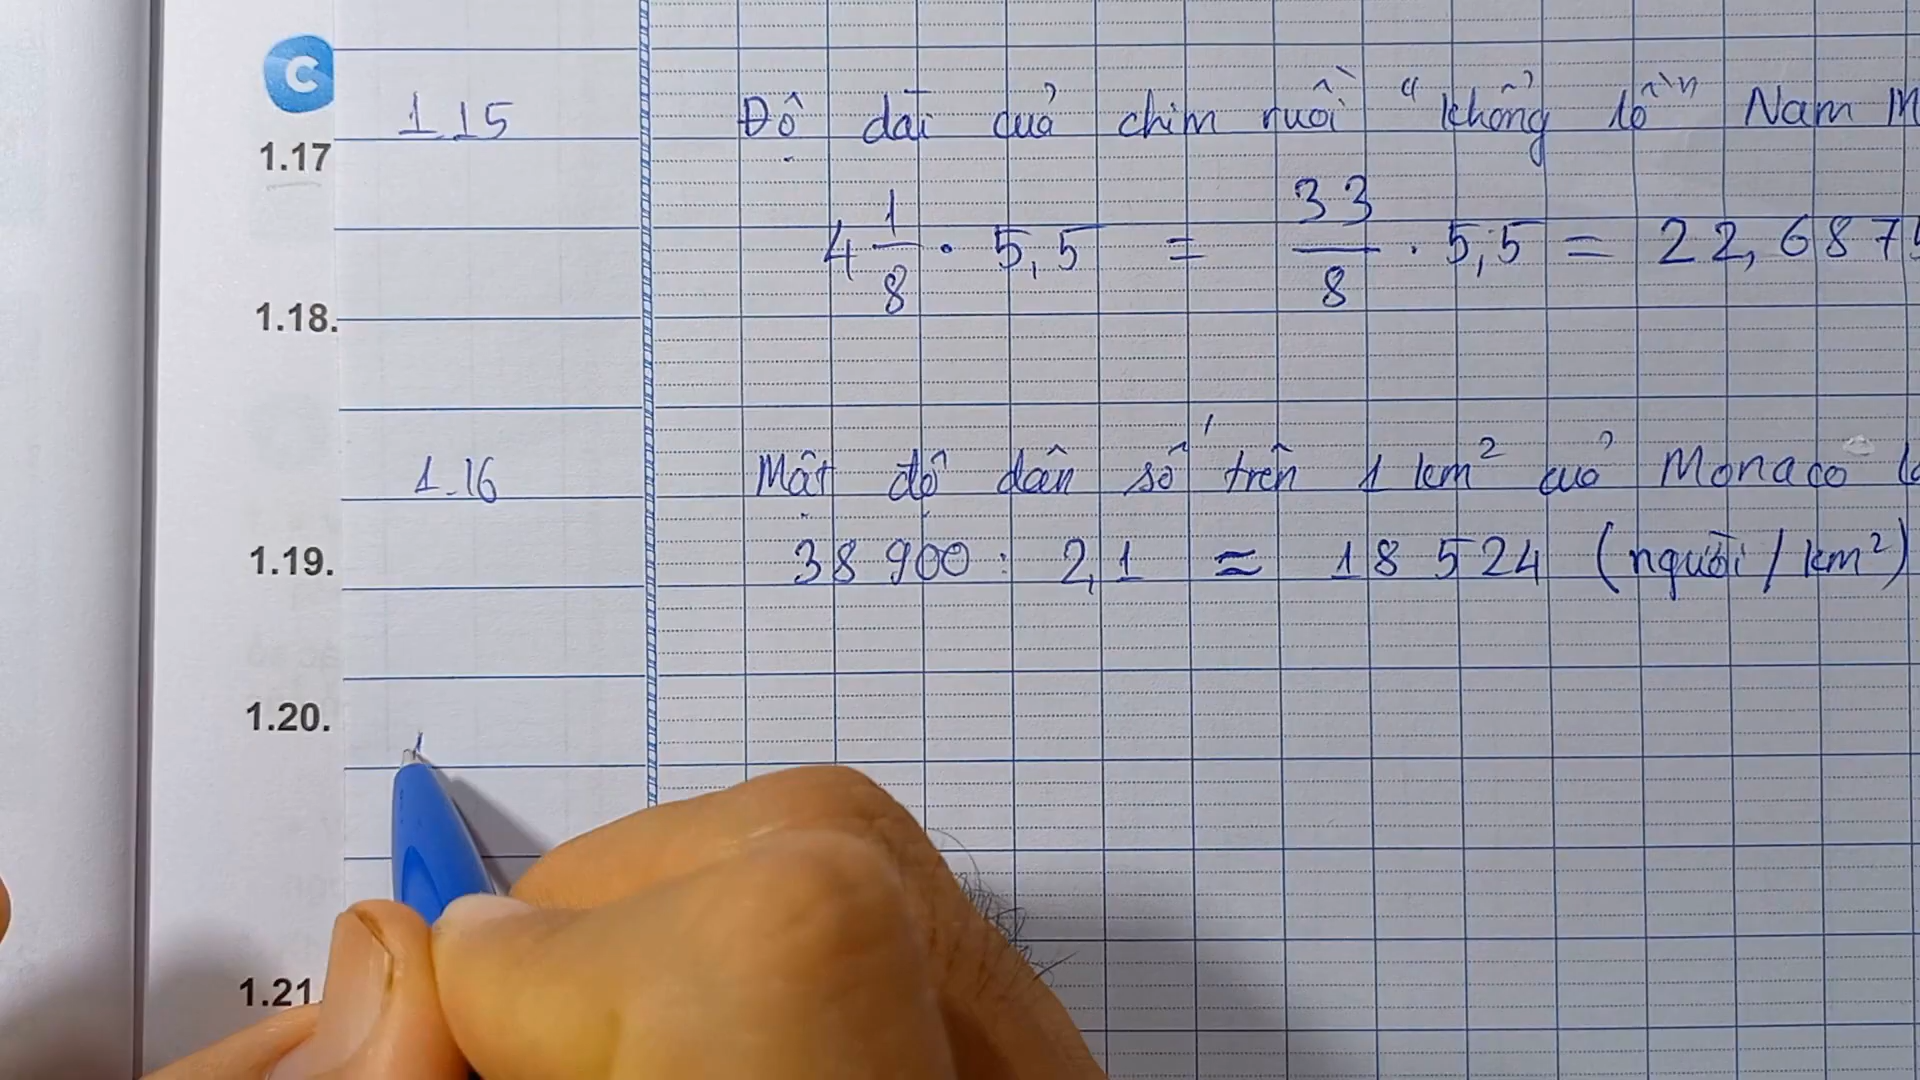 C
1.15 Độ dài của chim ruồi "khổng lồ" Nam M
1.17
4 1/8 . 5,5 = 33/8 . 5,5 = 22,6875
1.18.
1.16 Mật độ dân số trên 1 km² của Monaco
1.19. 38 900 : 2,1 ≈ 18 524 (người/km²)
1.20.
1.21